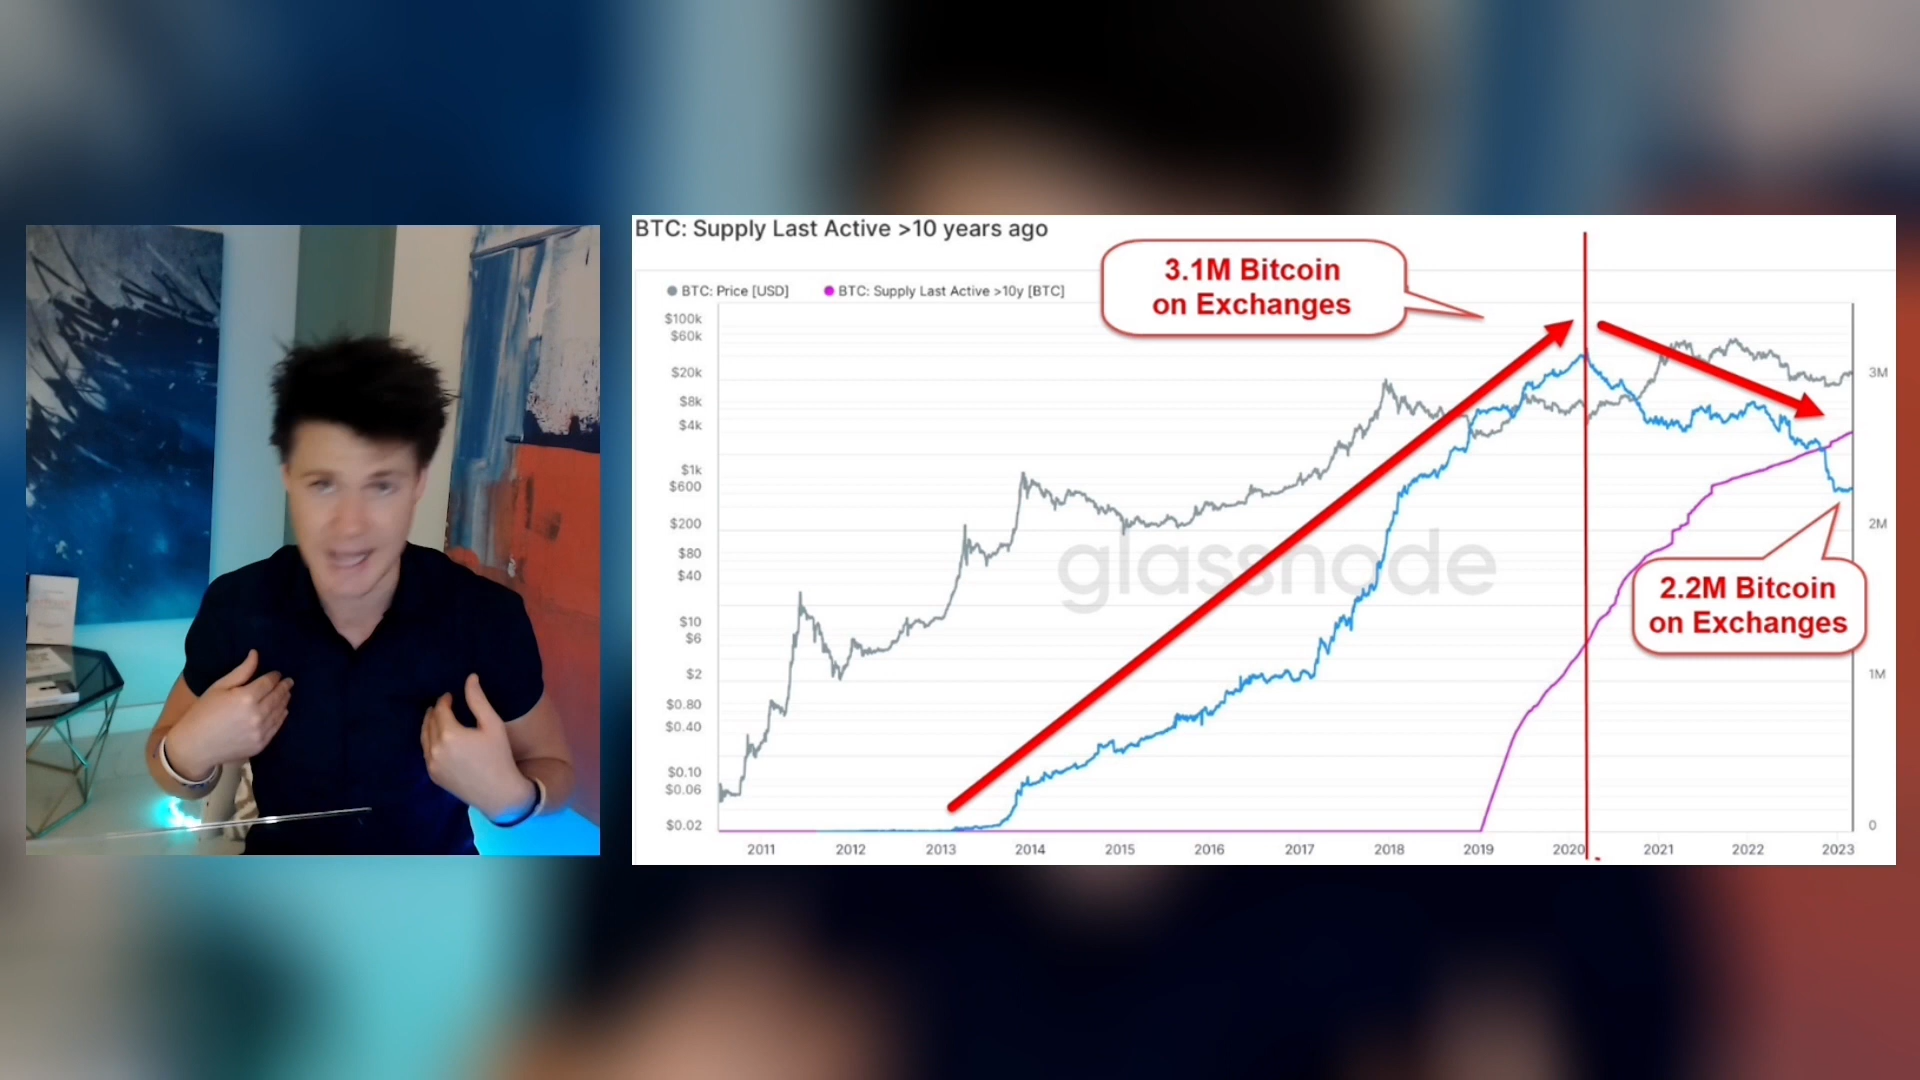 BTC: Supply Last Active >10 years ago
BTC: Price [USD]
BTC: Supply Last Active >10y [BTC]
3.1M Bitcoin
on Exchanges
$100k
$60k
$20k
$8k
$4k
$1k
$600
$200
$80
$40
$10
$6
$2
$0.80
$0.40
$0.10
$0.06
$0.02
3M
2M
1M
0
glassnode
2.2M Bitcoin
on Exchanges
2011 2012 2013 2014 2015 2016 2017 2018 2019 2020 2021 2022 2023